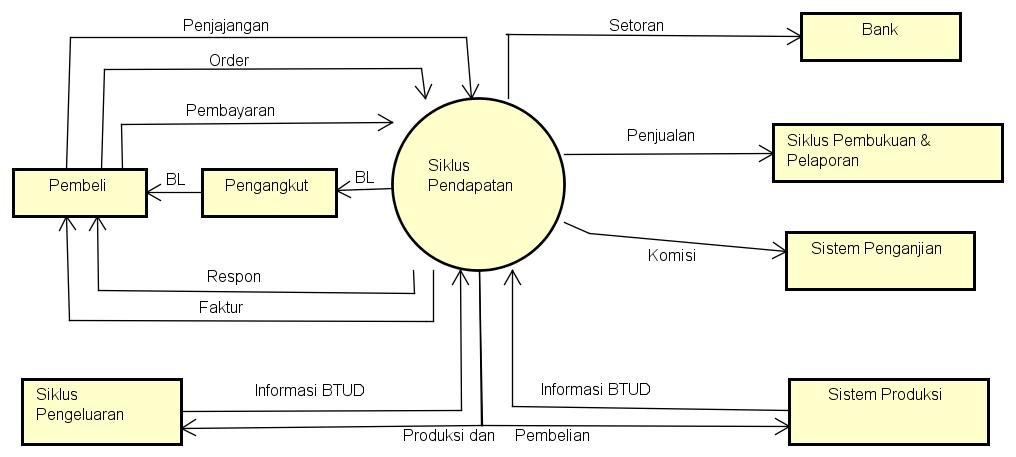 Penjajangan
Setoran
Bank
Order
Pembayaran
Penjualan
Siklus Pembukuan &
Pelaporan
Siklus
Pendapatan
Pembeli
BL
Pengangkut
BL
Komisi
Sistem Penganjian
Respon
Faktur
Siklus
Pengeluaran
Informasi BTUD
Informasi BTUD
Sistem Produksi
Produksi dan Pembelian